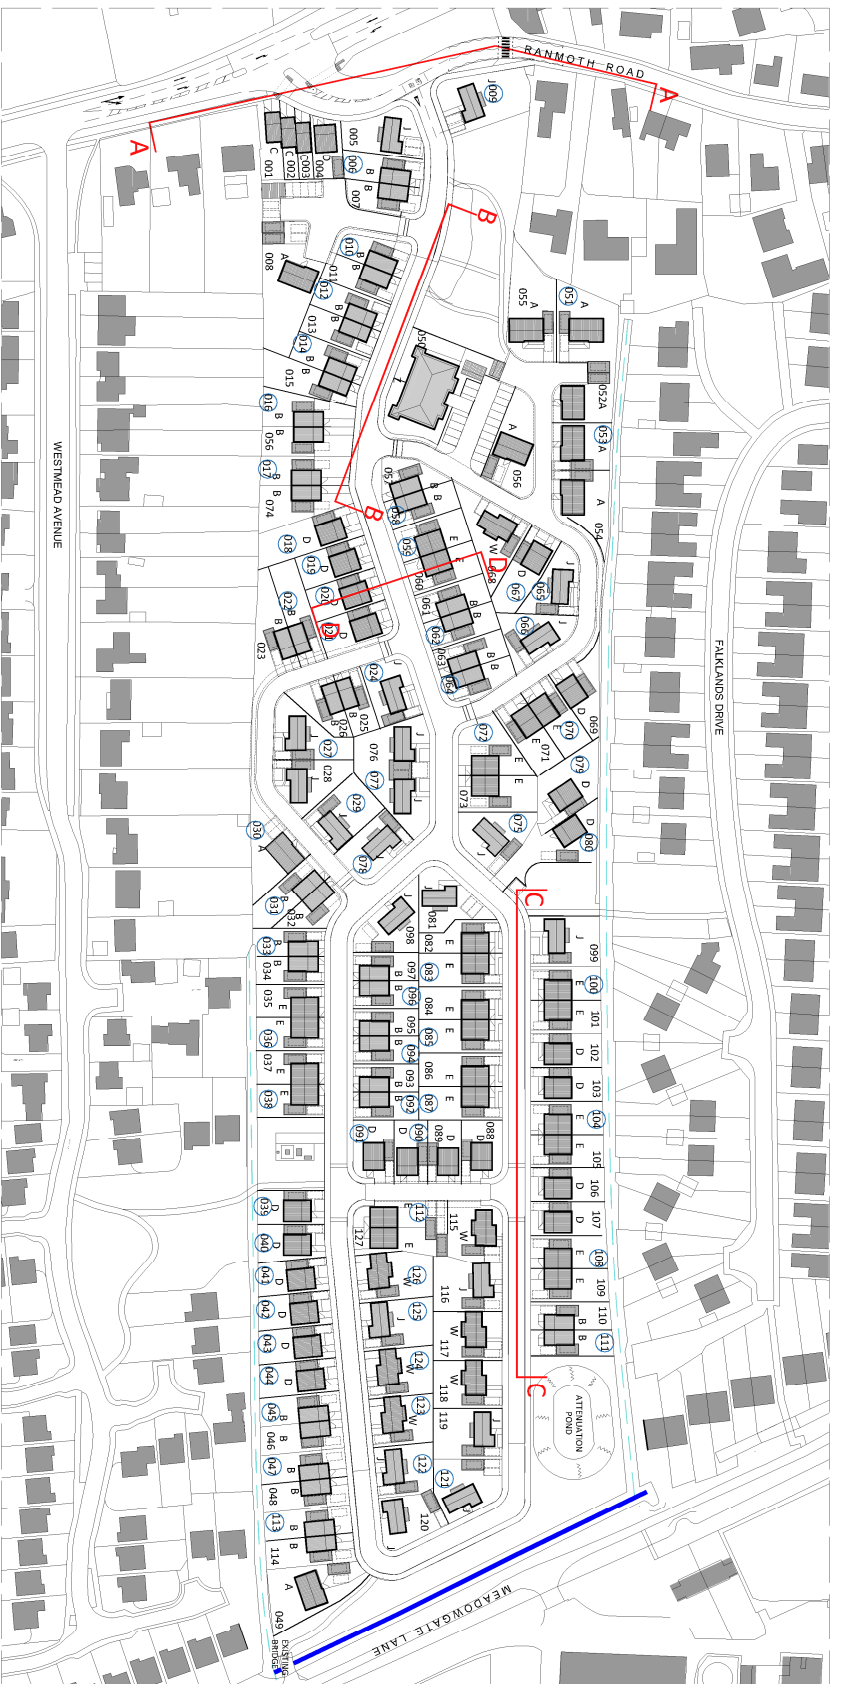 RANMOTH ROAD
A
A
009
J
005
J
006
B
B
007
004
D
003
C
002
C
001
C
B
008
A
010
B
B
011
012
B
B
013
014
B
B
015
055
A
051
A
050
Z
052A
053
A
054
A
056
A
016
B
B
056
017
B
B
074
B
057
B
B
058
059
E
E
060
061
B
B
062
063
B
B
064
068
W
067
D
065
J
066
J
D
018
D
019
020
D
021
D
D
022
B
023
WESTMEAD AVENUE
FALKLANDS DRIVE
024
J
025
B
026
B
027
J
028
J
029
J
076
J
077
J
078
J
069
D
070
E
071
E
072
E
E
073
079
D
080
D
075
J
030
A
031
B
032
B
033
B
B
034
035
E
E
036
037
E
E
038
C
081
J
082
E
E
083
084
E
E
085
086
E
E
087
088
D
089
D
090
D
091
D
092
B
093
B
094
B
095
B
096
B
097
B
098
J
099
J
100
E
E
101
102
D
103
D
104
E
E
105
106
D
107
D
108
E
E
109
110
B
B
111
C
039
D
040
D
041
D
042
D
043
D
044
D
045
B
B
046
047
B
B
048
113
B
B
114
A
049
112
E
E
127
115
W
116
J
117
W
118
W
119
J
126
W
125
J
124
W
123
W
122
J
121
J
120
J
ATTENUATION
POND
MEADOWGATE LANE
EXISTING
BRIDGE